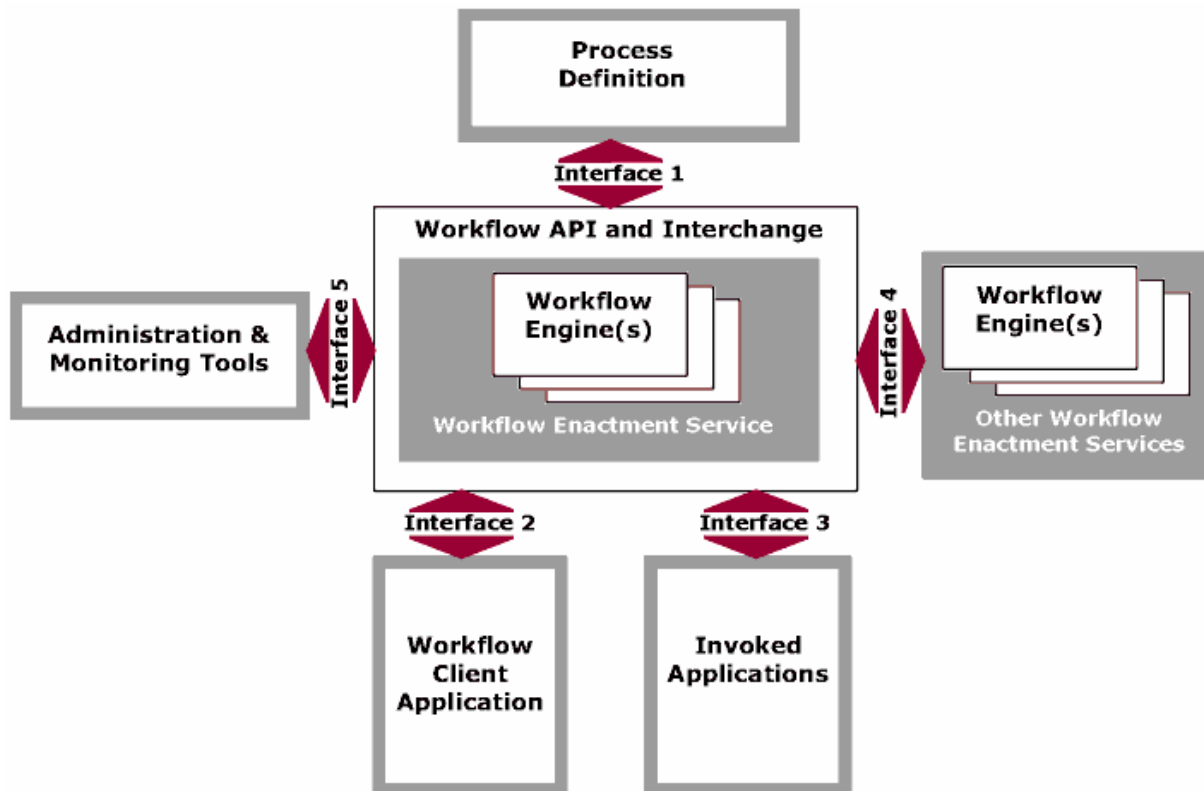 Process
Definition
Interface 1
Workflow API and Interchange
Workflow
Engine(s)
Workflow Enactment Service
Interface 5
Administration &
Monitoring Tools
Interface 4
Workflow
Engine(s)
Other Workflow
Enactment Services
Interface 2
Interface 3
Workflow
Client
Application
Invoked
Applications